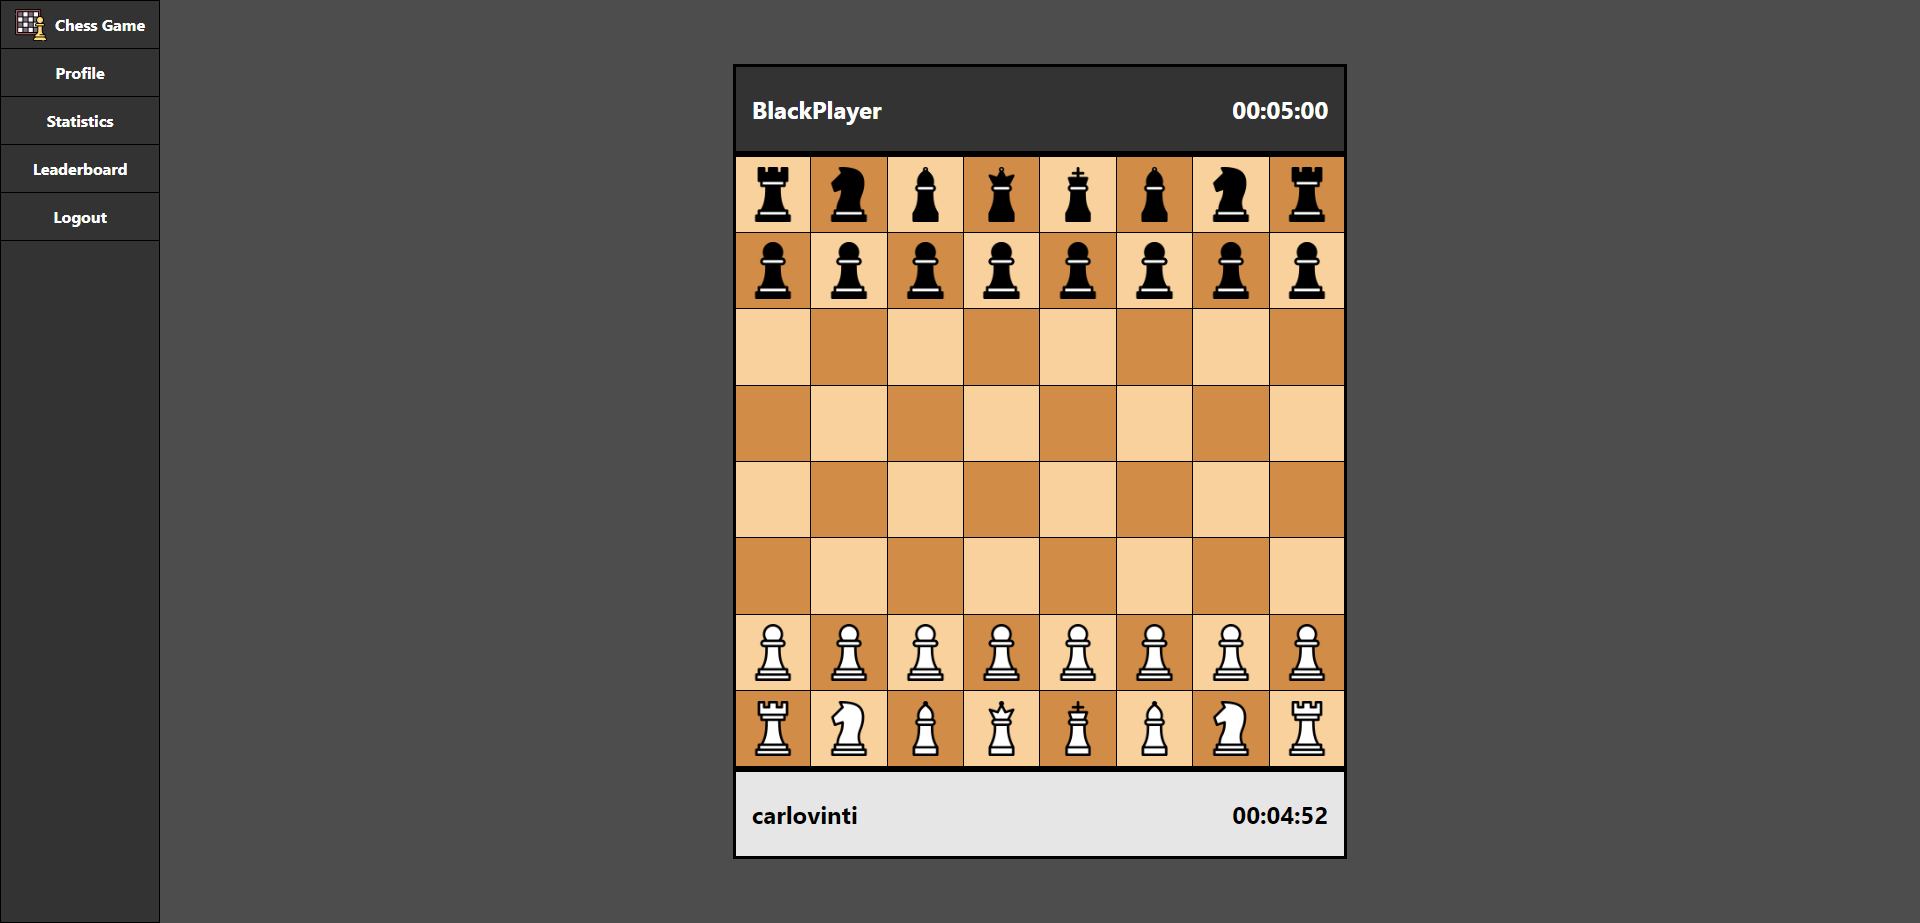 Chess Game
Profile
Statistics
Leaderboard
Logout
BlackPlayer 00:05:00
carlovinti 00:04:52